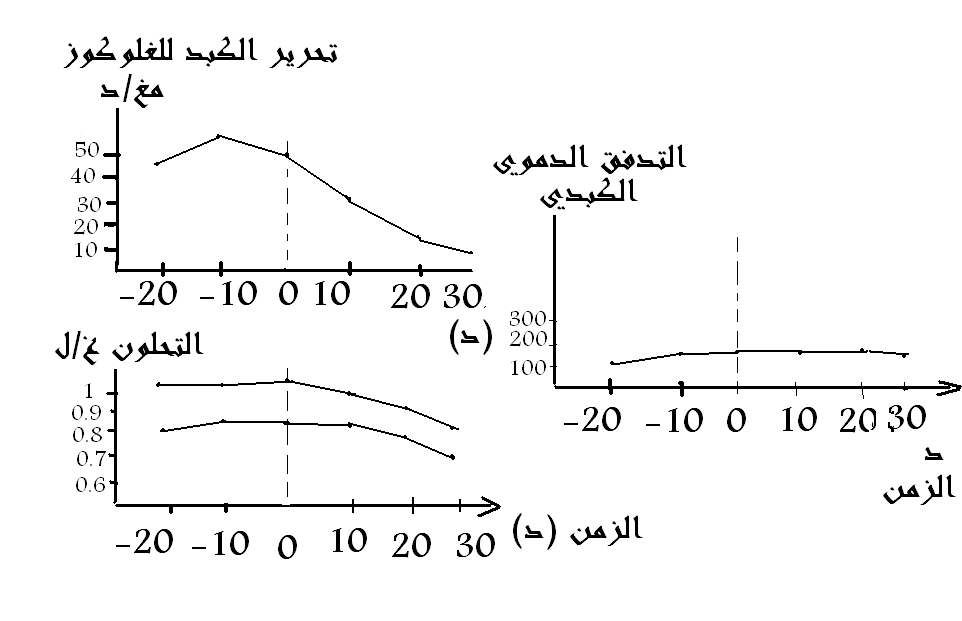 تحرير الكبد للغلوكوز
مغ/د
50
40
30
20
10
-20 -10 0 10 20 30
(د)
التدفق الدموي
الكبدي
300
200
100
-20 -10 0 10 20 30
د
الزمن
التحلون غ/ل
1
0.9
0.8
0.7
0.6
-20 -10 0 10 20 30
الزمن (د)